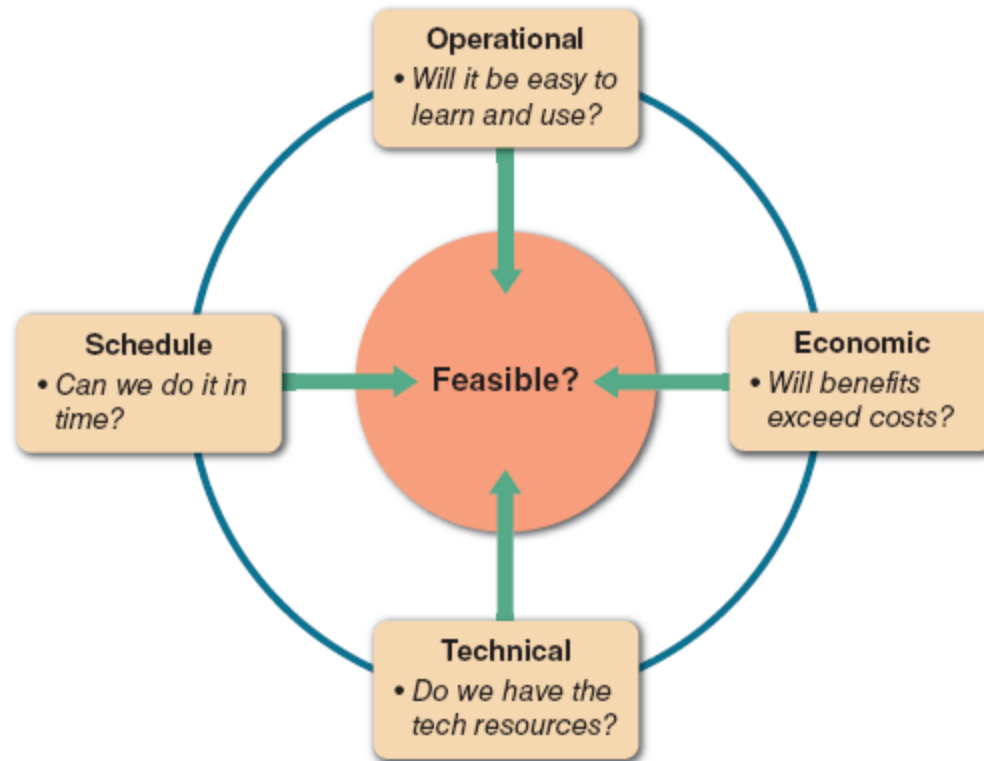 Operational
• Will it be easy to
learn and use?
Schedule
• Can we do it in
time?
Feasible?
Economic
• Will benefits
exceed costs?
Technical
• Do we have the
tech resources?